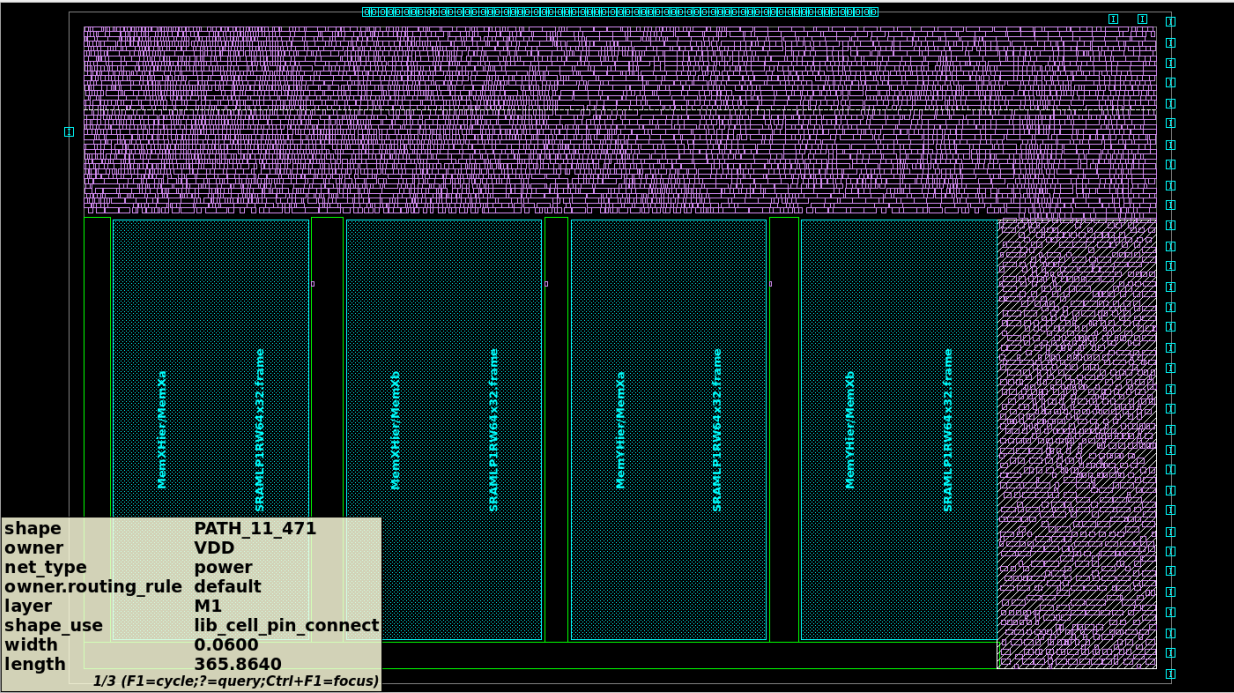 MemXHier/MemXa
SRAMLP1RW64x32.frame
MemXHier/MemXb
SRAMLP1RW64x32.frame
MemYHier/MemXa
SRAMLP1RW64x32.frame
MemYHier/MemXb
SRAMLP1RW64x32.frame
shape PATH_11_471
owner VDD
net_type power
owner.routing_rule default
layer M1
shape_use lib_cell_pin_connect
width 0.0600
length 365.8640
1/3 (F1=cycle;?=query;Ctrl+F1=focus)